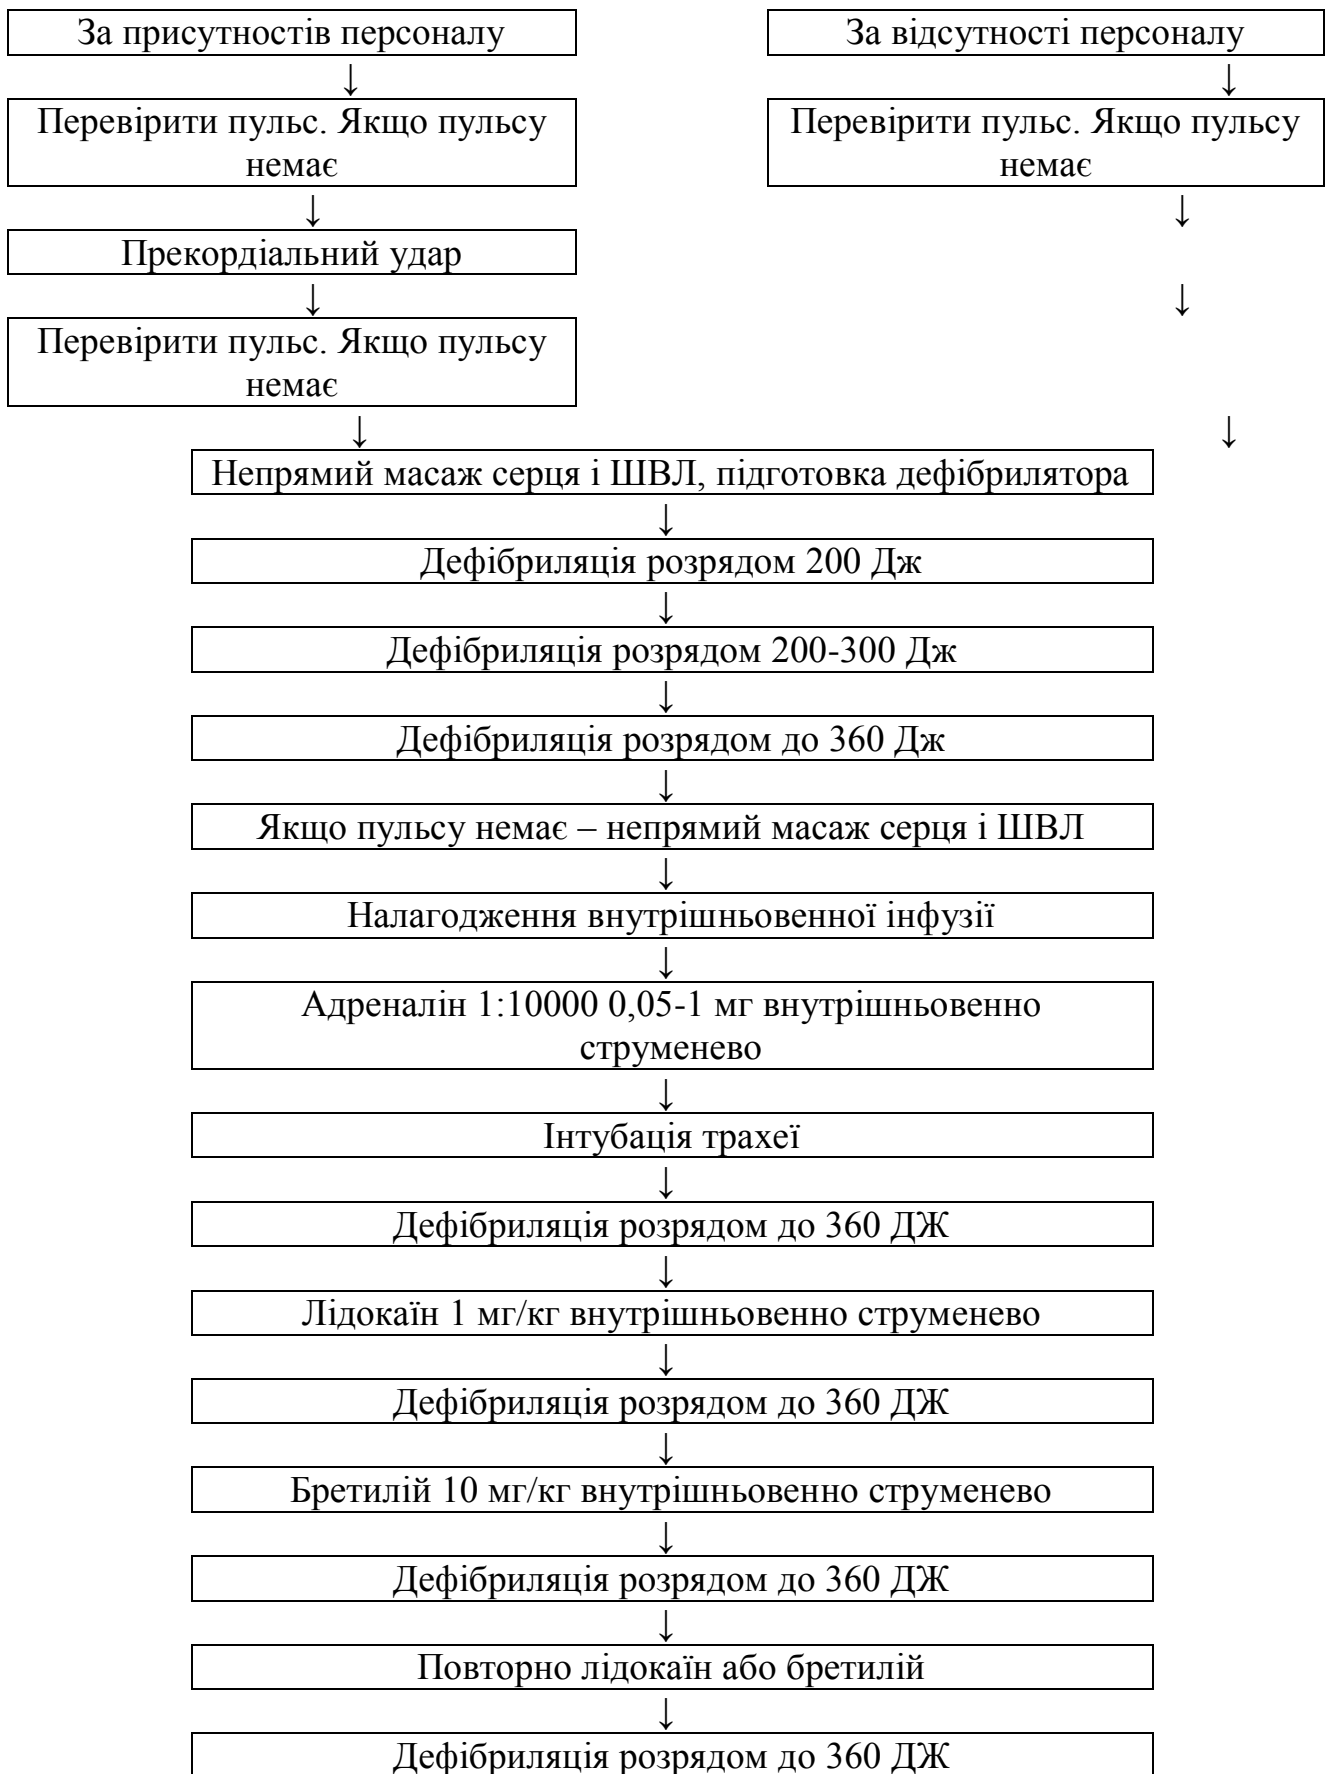 За присутностів персоналу
За відсутності персоналу
↓
↓
Перевірити пульс. Якщо пульсу
немає
Перевірити пульс. Якщо пульсу
немає
↓
↓
Прекордіальний удар
↓
↓
Перевірити пульс. Якщо пульсу
немає
↓
↓
Непрямий масаж серця і ШВЛ, підготовка дефібрилятора
↓
Дефібриляція розрядом 200 Дж
↓
Дефібриляція розрядом 200-300 Дж
↓
Дефібриляція розрядом до 360 Дж
↓
Якщо пульсу немає – непрямий масаж серця і ШВЛ
↓
Налагодження внутрішньовенної інфузії
↓
Адреналін 1:10000 0,05-1 мг внутрішньовенно
струменево
↓
Інтубація трахеї
↓
Дефібриляція розрядом до 360 ДЖ
↓
Лідокаїн 1 мг/кг внутрішньовенно струменево
↓
Дефібриляція розрядом до 360 ДЖ
↓
Бретилій 10 мг/кг внутрішньовенно струменево
↓
Дефібриляція розрядом до 360 ДЖ
↓
Повторно лідокаїн або бретилій
↓
Дефібриляція розрядом до 360 ДЖ